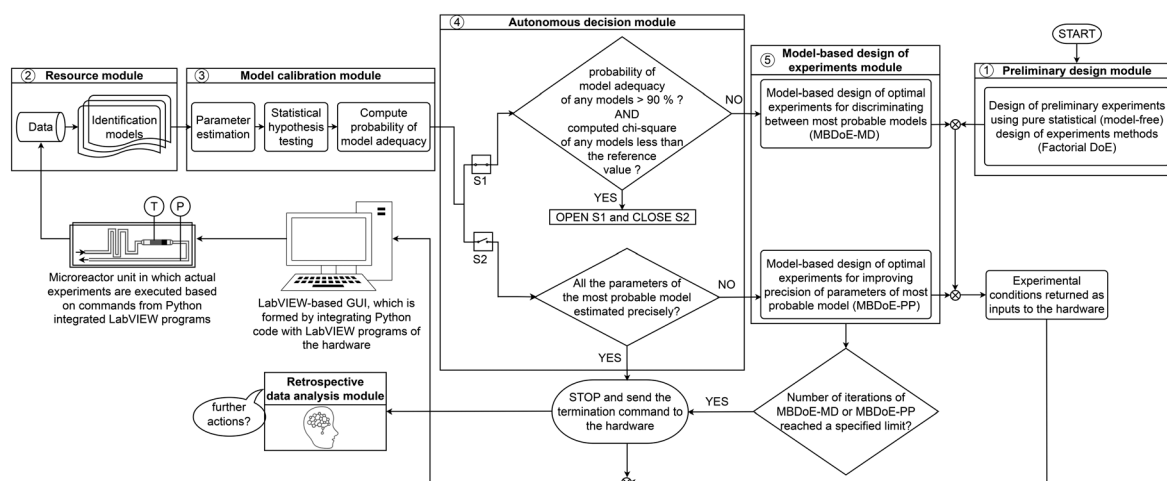 START
① Preliminary design module
Design of preliminary experiments
using pure statistical (model-free)
design of experiments methods
(Factorial DoE)
② Resource module
Data
Identification
models
③ Model calibration module
Parameter
estimation
Statistical
hypothesis
testing
Compute
probability of
model adequacy
④ Autonomous decision module
probability of
model adequacy
of any models > 90 % ?
AND
computed chi-square
of any models less than
the reference
value ?
NO
YES
S1
OPEN S1 and CLOSE S2
S2
All the parameters of
the most probable model
estimated precisely?
NO
YES
⑤ Model-based design of
experiments module
Model-based design of optimal
experiments for discriminating
between most probable models
(MBDoE-MD)
Model-based design of optimal
experiments for improving
precision of parameters of most
probable model (MBDoE-PP)
Experimental
conditions returned as
inputs to the hardware
T
P
Microreactor unit in which actual
experiments are executed based
on commands from Python
integrated LabVIEW programs
LabVIEW-based GUI, which is
formed by integrating Python
code with LabVIEW programs of
the hardware
Number of iterations of
MBDoE-MD or MBDoE-PP
reached a specified limit?
YES
STOP and send the
termination command to
the hardware
Retrospective
data analysis module
further
actions?